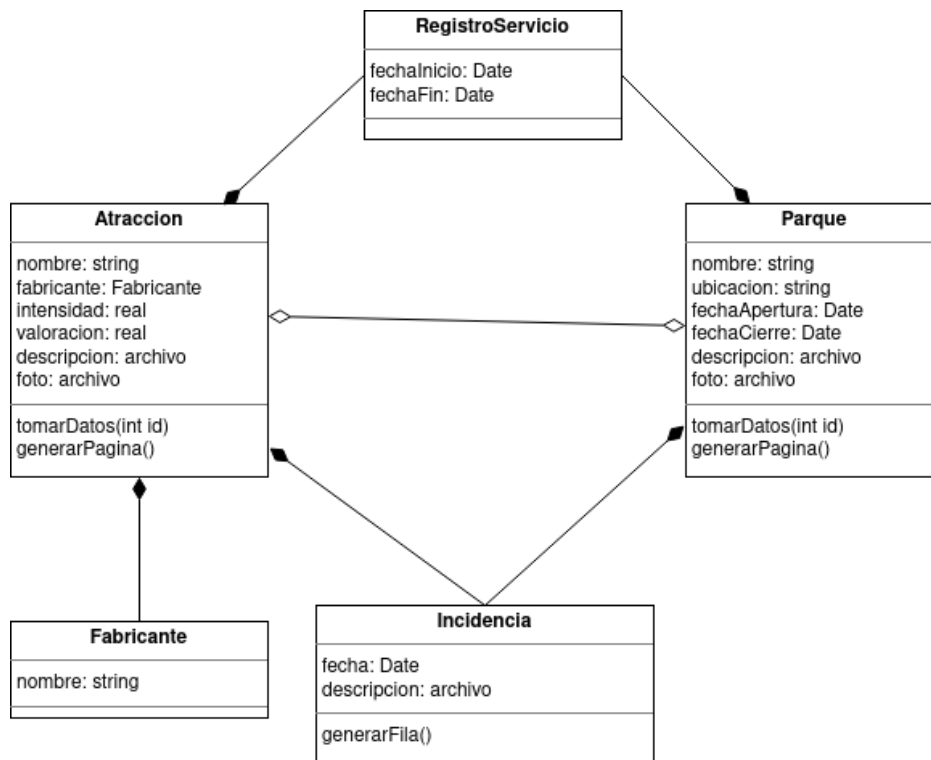 RegistroServicio
fechaInicio: Date
fechaFin: Date
Atraccion
nombre: string
fabricante: Fabricante
intensidad: real
valoracion: real
descripcion: archivo
foto: archivo
tomarDatos(int id)
generarPagina()
Parque
nombre: string
ubicacion: string
fechaApertura: Date
fechaCierre: Date
descripcion: archivo
foto: archivo
tomarDatos(int id)
generarPagina()
Fabricante
nombre: string
Incidencia
fecha: Date
descripcion: archivo
generarFila()